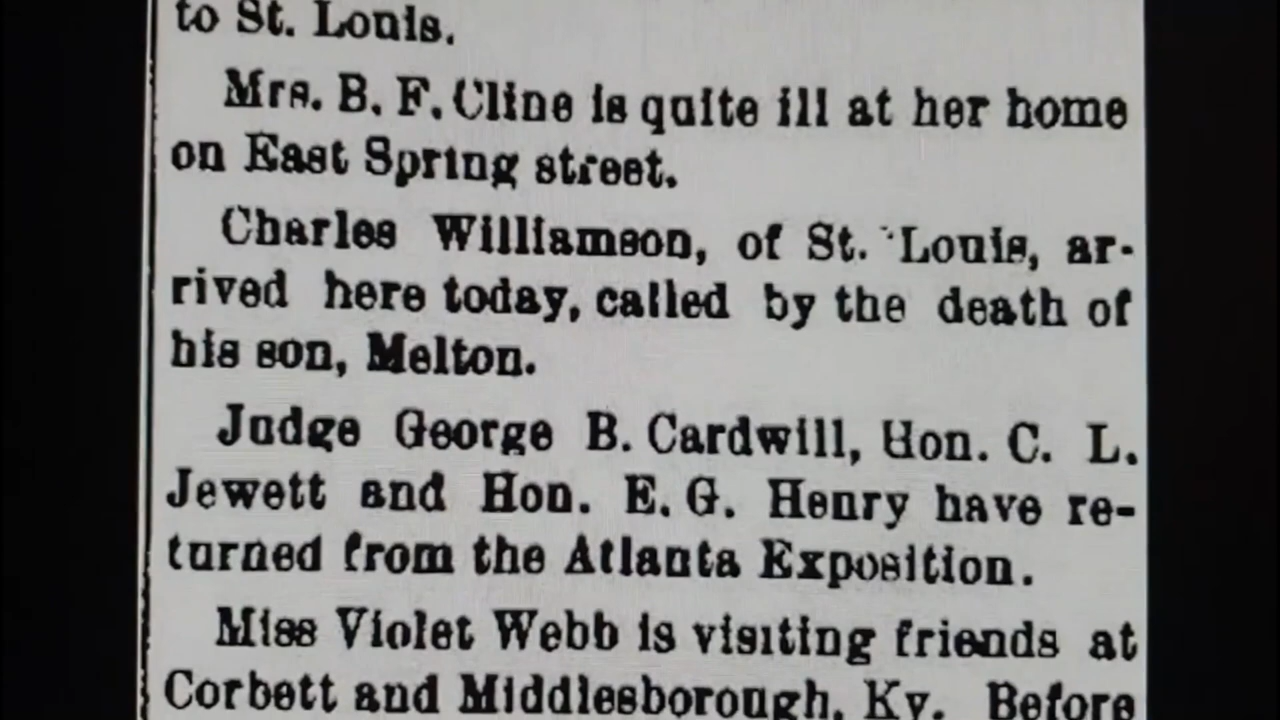 to St. Louis.
Mrs. B. F. Cline is quite ill at her home
on East Spring street.
Charles Williamson, of St. Louis, ar-
rived here today, called by the death of
his son, Melton.
Judge George B. Cardwill, Hon. C. L.
Jewett and Hon. E. G. Henry have re-
turned from the Atlanta Exposition.
Miss Violet Webb is visiting friends at
Corbett and Middlesborough, Ky. Before